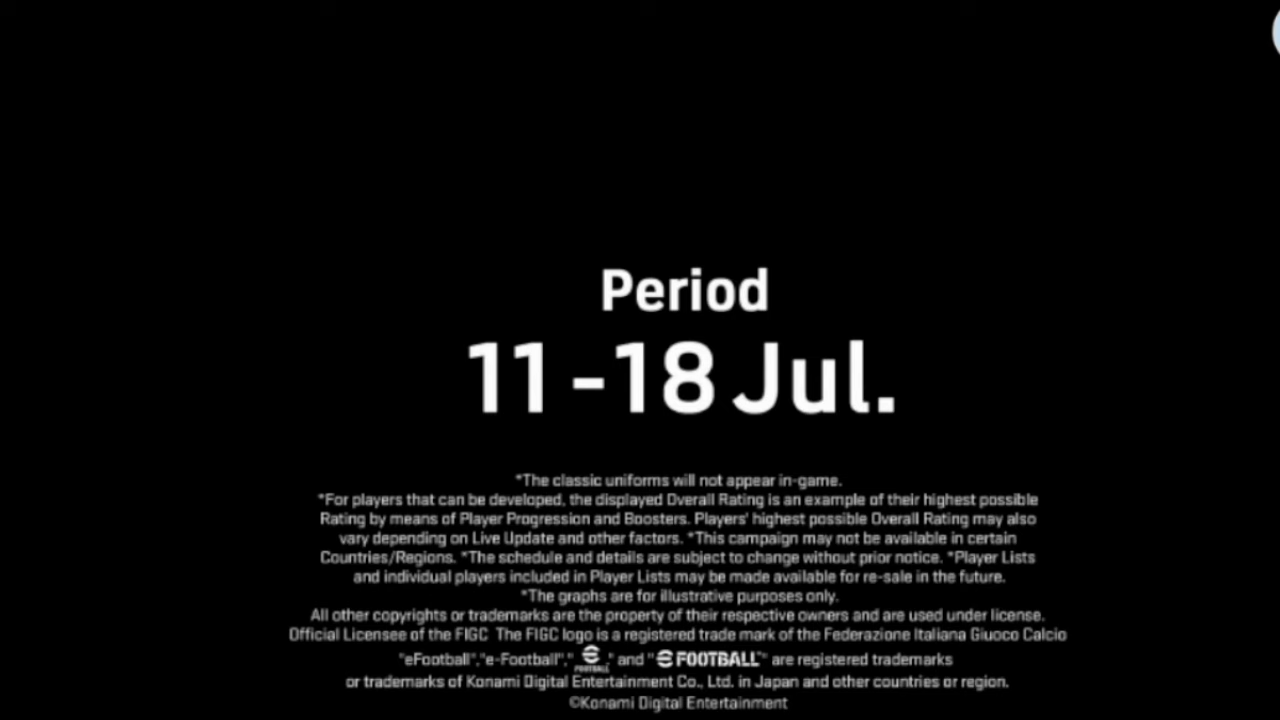 Period
11 - 18 Jul.
*The classic uniforms will not appear in-game.
*For players that can be developed, the displayed Overall Rating is an example of their highest possible
Rating by means of Player Progression and Boosters. Players' highest possible Overall Rating may also
vary depending on Live Update and other factors. *This campaign may not be available in certain
Countries/Regions. *The schedule and details are subject to change without prior notice. *Player Lists
and individual players included in Player Lists may be made available for re-sale in the future.
*The graphs are for illustrative purposes only.
All other copyrights or trademarks are the property of their respective owners and are used under license.
Official Licensee of the FIGC The FIGC logo is a registered trade mark of the Federazione Italiana Giuoco Calcio
"eFootball","e-Football"," FOOTBALL" and "eFOOTBALL" are registered trademarks
or trademarks of Konami Digital Entertainment Co., Ltd. in Japan and other countries or region.
©Konami Digital Entertainment